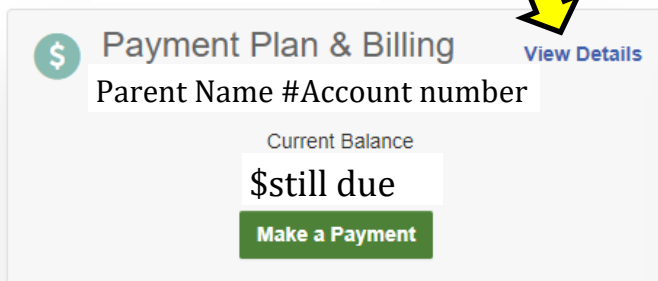 $ Payment Plan & Billing View Details
Parent Name #Account number
Current Balance
$still due
Make a Payment